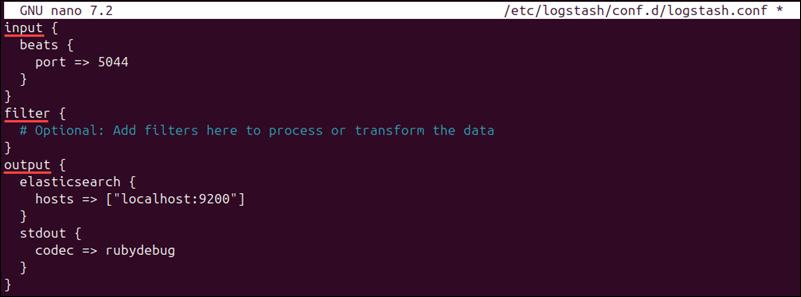 GNU nano 7.2 /etc/logstash/conf.d/logstash.conf *
input {
  beats {
    port => 5044
  }
}
filter {
  # Optional: Add filters here to process or transform the data
}
output {
  elasticsearch {
    hosts => ["localhost:9200"]
  }
  stdout {
    codec => rubydebug
  }
}